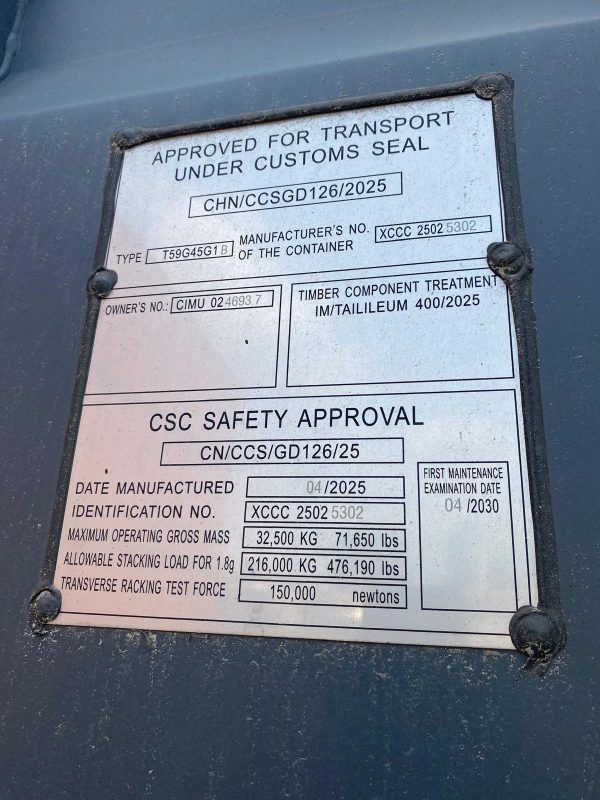 APPROVED FOR TRANSPORT
UNDER CUSTOMS SEAL
CHN/CCSGD126/2025
TYPE T59G45G1B MANUFACTURER'S NO. OF THE CONTAINER XCCC 2502 5302
OWNER'S NO.: CIMU 024693 7
TIMBER COMPONENT TREATMENT
IM/TAILILEUM 400/2025
CSC SAFETY APPROVAL
CN/CCS/GD126/25
DATE MANUFACTURED 04/2025
IDENTIFICATION NO. XCCC 2502 5302
MAXIMUM OPERATING GROSS MASS 32,500 KG 71,650 lbs
ALLOWABLE STACKING LOAD FOR 1.8g 216,000 KG 476,190 lbs
TRANSVERSE RACKING TEST FORCE 150,000 newtons
FIRST MAINTENANCE
EXAMINATION DATE
04 /2030